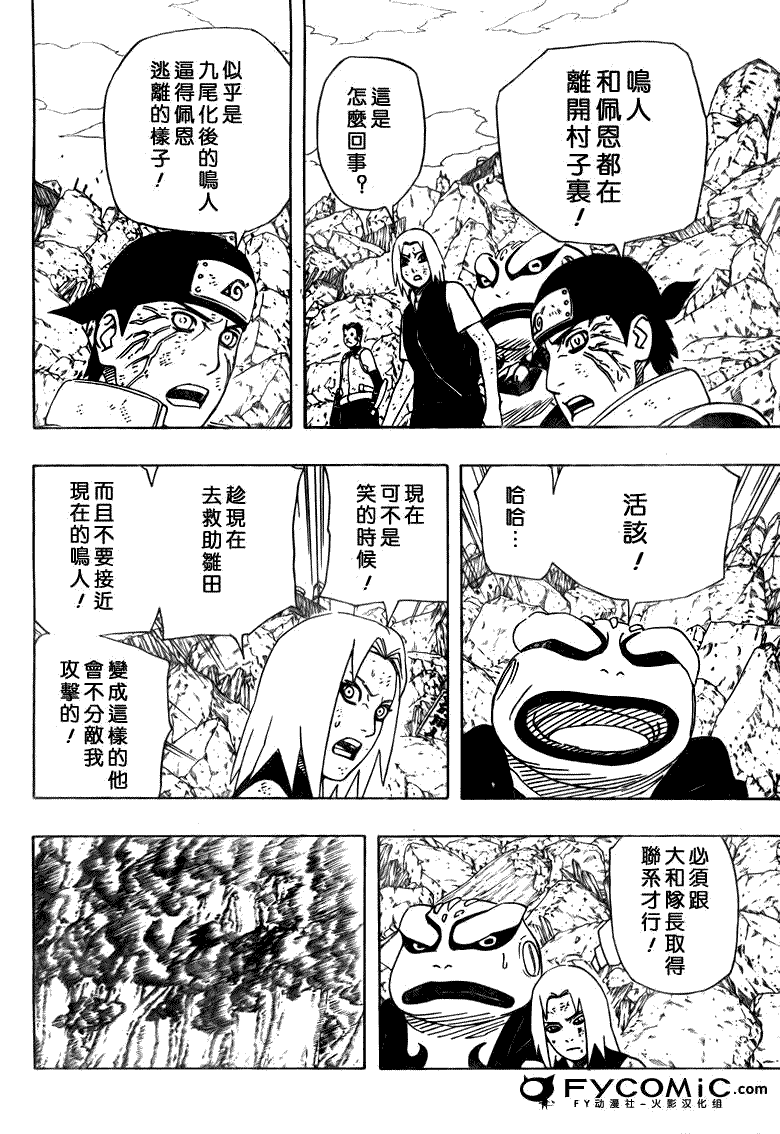 鳴人
和佩恩都在
離開村子裏！
這是
怎麼回事？
似乎是
九尾化後的鳴人
逼得佩恩
逃離的樣子！
活該！
哈哈…
現在
可不是
笑的時候！
趁現在
去救助雛田
而且不要接近
現在的鳴人！
變成這樣的他
會不分敵我
攻擊的！
必須跟
大和隊長取得
聯系才行！
FYCOMIC.com
FY动漫社-火影汉化组